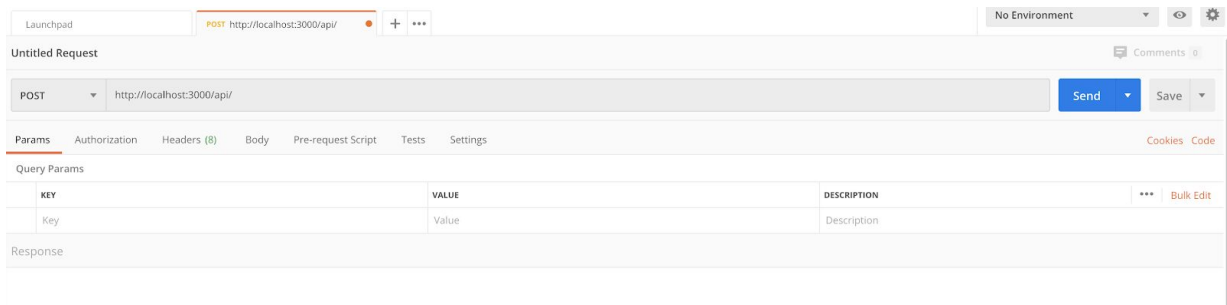 Launchpad POST http://localhost:3000/api/ No Environment
Untitled Request Comments 0
POST http://localhost:3000/api/ Send Save
Params Authorization Headers (8) Body Pre-request Script Tests Settings Cookies Code
Query Params
KEY VALUE DESCRIPTION Bulk Edit
Key Value Description
Response